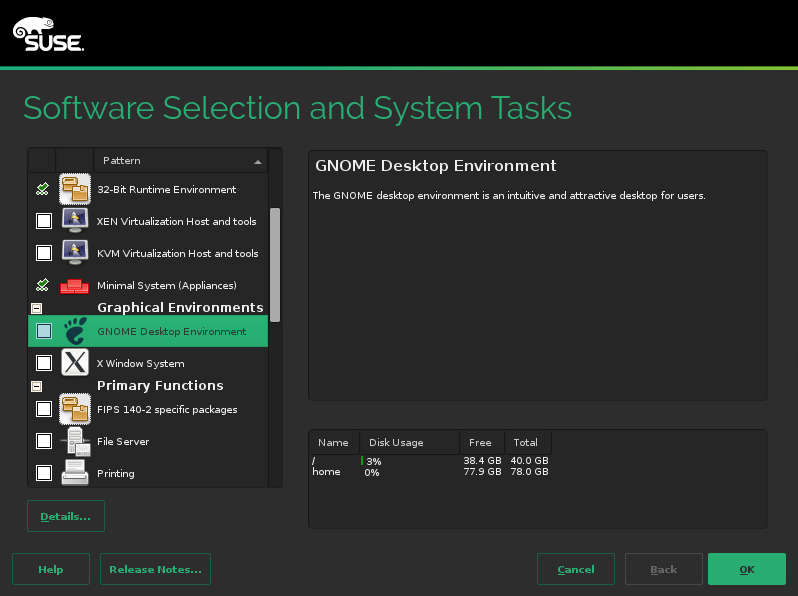 SUSE
Software Selection and System Tasks
Pattern
32-Bit Runtime Environment
XEN Virtualization Host and tools
KVM Virtualization Host and tools
Minimal System (Appliances)
Graphical Environments
GNOME Desktop Environment
X Window System
Primary Functions
FIPS 140-2 specific packages
File Server
Printing
Details...
GNOME Desktop Environment
The GNOME desktop environment is an intuitive and attractive desktop for users.
Name Disk Usage Free Total
/ 3% 38.4 GB 40.0 GB
home 0% 77.9 GB 78.0 GB
Help Release Notes... Cancel Back OK